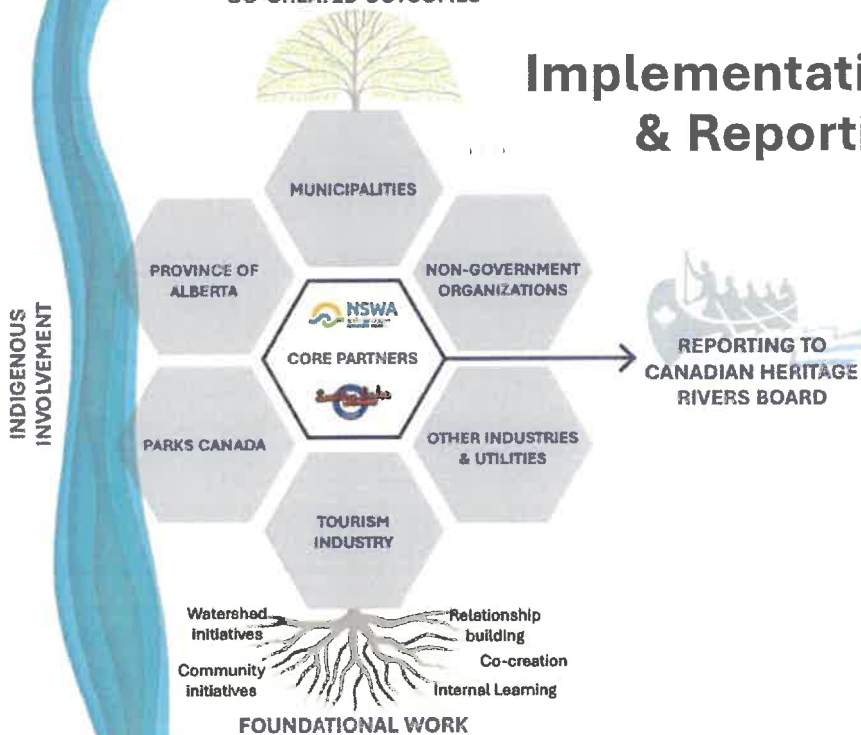 Implementati
& Reporti
MUNICIPALITIES
PROVINCE OF
ALBERTA
NON-GOVERNMENT
ORGANIZATIONS
NSWA
CORE PARTNERS
INDIGENOUS
INVOLVEMENT
REPORTING TO
CANADIAN HERITAGE
RIVERS BOARD
PARKS CANADA
OTHER INDUSTRIES
& UTILITIES
TOURISM
INDUSTRY
Watershed
initiatives
Relationship
building
Community
initiatives
Co-creation
Internal Learning
FOUNDATIONAL WORK